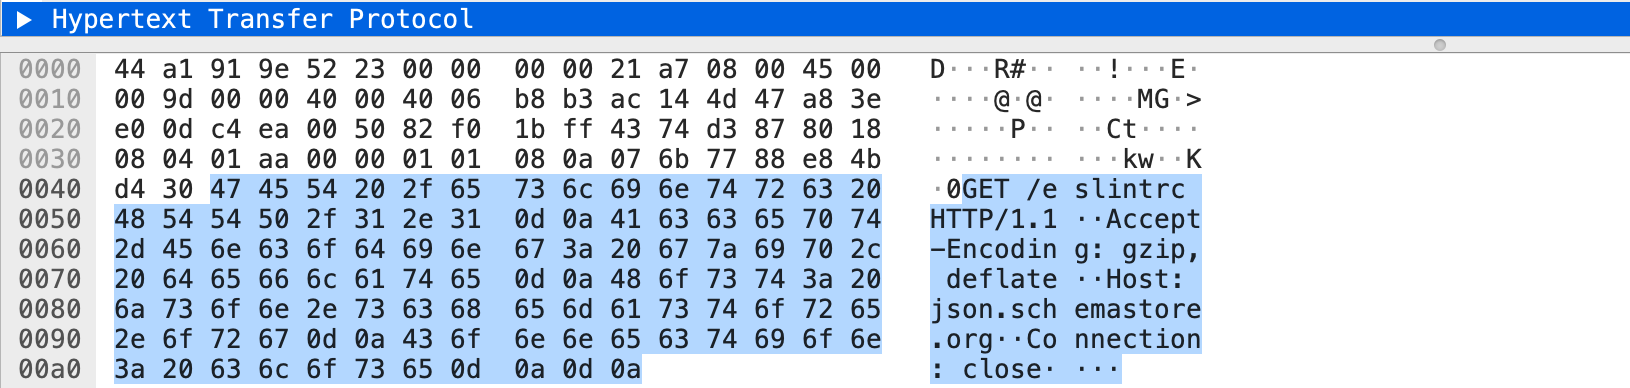 ▶ Hypertext Transfer Protocol
0000 44 a1 91 9e 52 23 00 00 00 00 21 a7 08 00 45 00 D···R#·· ··!···E·
0010 00 9d 00 00 40 00 40 06 b8 b3 ac 14 4d 47 a8 3e ····@·@· ····MG·>
0020 e0 0d c4 ea 00 50 82 f0 1b ff 43 74 d3 87 80 18 ·····P·· ··Ct····
0030 08 04 01 aa 00 00 01 01 08 0a 07 6b 77 88 e8 4b ········ ···kw··K
0040 d4 30 47 45 54 20 2f 65 73 6c 69 6e 74 72 63 20 ·0GET /e slintrc
0050 48 54 54 50 2f 31 2e 31 0d 0a 41 63 63 65 70 74 HTTP/1.1 ··Accept
0060 2d 45 6e 63 6f 64 69 6e 67 3a 20 67 7a 69 70 2c -Encodin g: gzip,
0070 20 64 65 66 6c 61 74 65 0d 0a 48 6f 73 74 3a 20 deflate ··Host:
0080 6a 73 6f 6e 2e 73 63 68 65 6d 61 73 74 6f 72 65 json.sch emastore
0090 2e 6f 72 67 0d 0a 43 6f 6e 6e 65 63 74 69 6f 6e .org··Co nnection
00a0 3a 20 63 6c 6f 73 65 0d 0a 0d 0a : close· ···